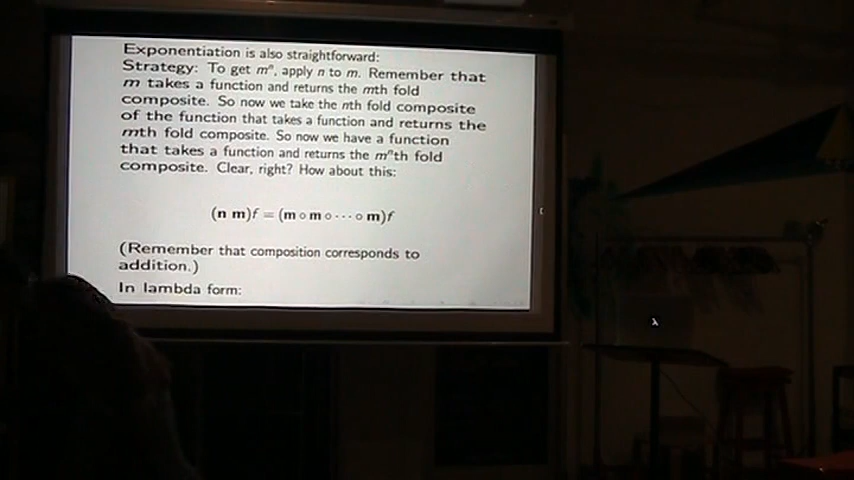 Exponentiation is also straightforward:
Strategy: To get mⁿ, apply n to m. Remember that
m takes a function and returns the mth fold
composite. So now we take the nth fold composite
of the function that takes a function and returns the
mth fold composite. So now we have a function
that takes a function and returns the mⁿth fold
composite. Clear, right? How about this:
(n m)f = (m ∘ m ∘ ⋯ ∘ m)f
(Remember that composition corresponds to
addition.)
In lambda form:
λ